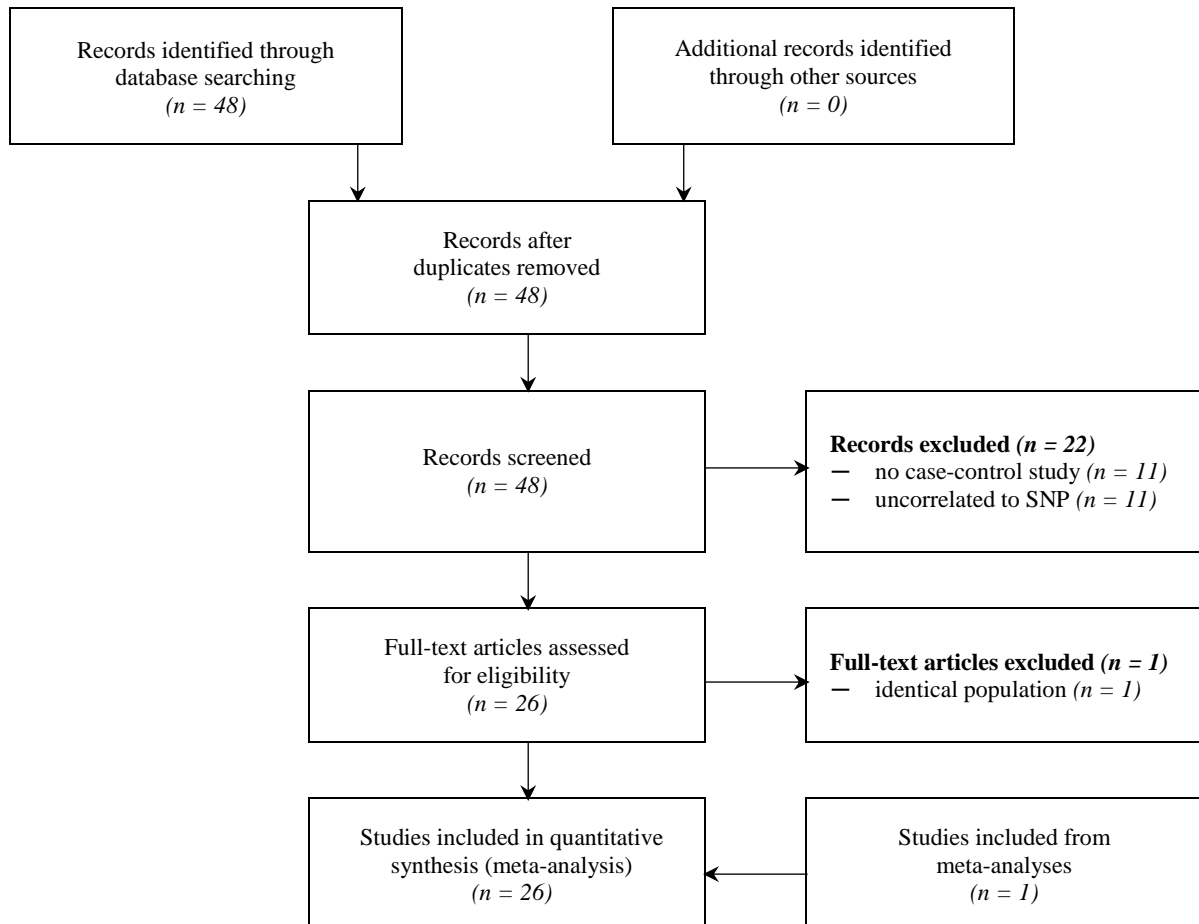 Records identified through
database searching
(n = 48)
Additional records identified
through other sources
(n = 0)
Records after
duplicates removed
(n = 48)
Records screened
(n = 48)
Records excluded (n = 22)
— no case-control study (n = 11)
— uncorrelated to SNP (n = 11)
Full-text articles assessed
for eligibility
(n = 26)
Full-text articles excluded (n = 1)
— identical population (n = 1)
Studies included in quantitative
synthesis (meta-analysis)
(n = 26)
Studies included from
meta-analyses
(n = 1)